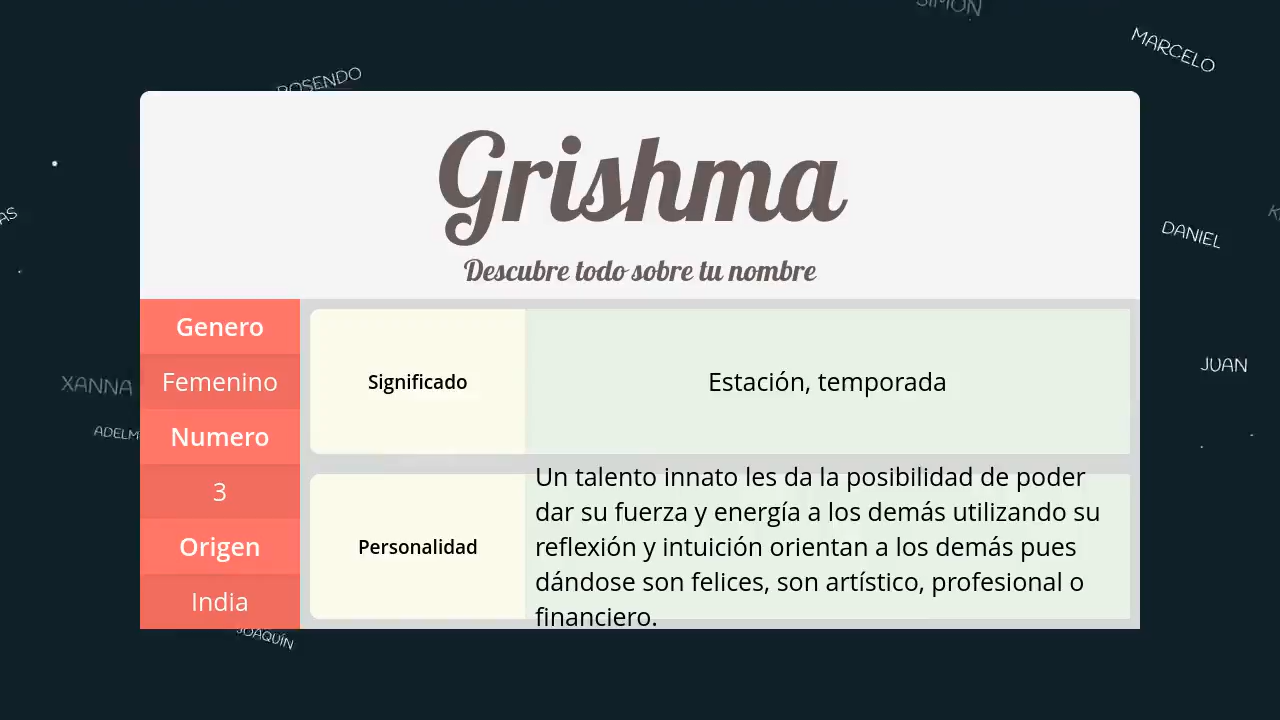 SIMON
MARCELO
ROSENDO
Grishma
AS
DANIEL
Descubre todo sobre tu nombre
Genero
Femenino
Numero
3
Origen
India
Significado
Estación, temporada
Personalidad
Un talento innato les da la posibilidad de poder
dar su fuerza y energía a los demás utilizando su
reflexión y intuición orientan a los demás pues
dándose son felices, son artístico, profesional o
financiero.
JUAN
XANNA
ADELM
JOAQUÍN